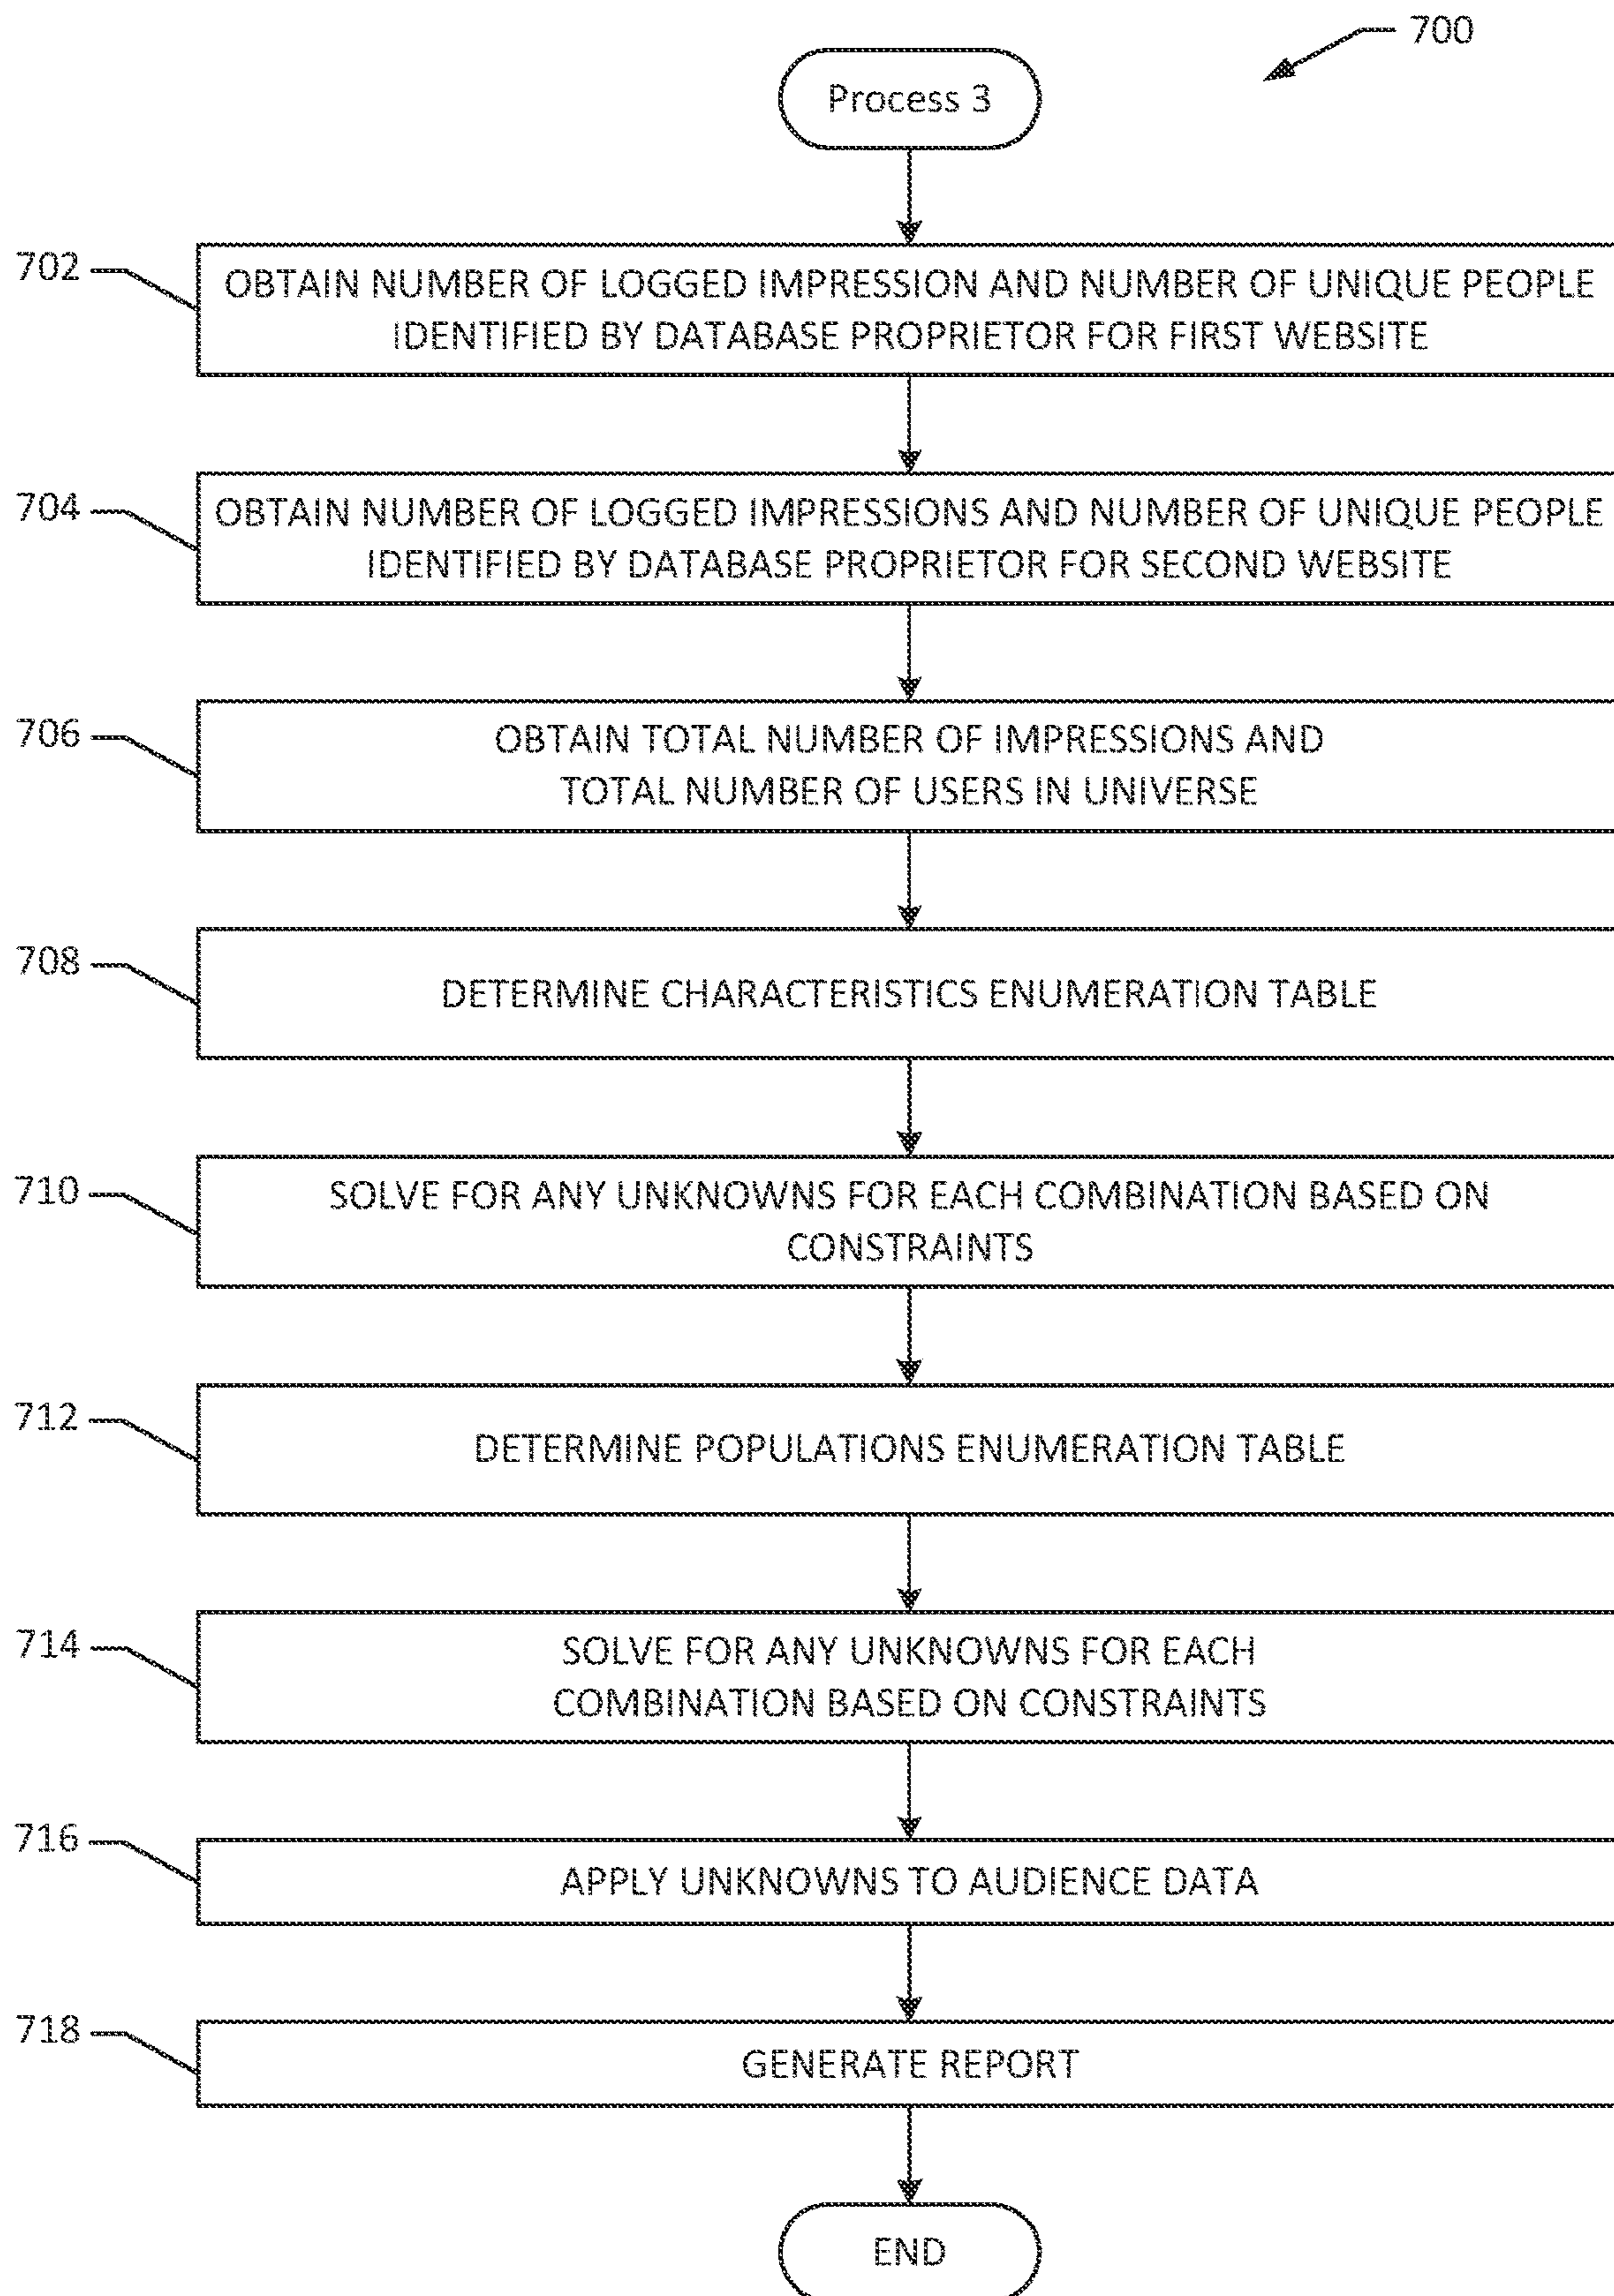 700
Process 3
702
OBTAIN NUMBER OF LOGGED IMPRESSION AND NUMBER OF UNIQUE PEOPLE
IDENTIFIED BY DATABASE PROPRIETOR FOR FIRST WEBSITE
704
OBTAIN NUMBER OF LOGGED IMPRESSIONS AND NUMBER OF UNIQUE PEOPLE
IDENTIFIED BY DATABASE PROPRIETOR FOR SECOND WEBSITE
706
OBTAIN TOTAL NUMBER OF IMPRESSIONS AND
TOTAL NUMBER OF USERS IN UNIVERSE
708
DETERMINE CHARACTERISTICS ENUMERATION TABLE
710
SOLVE FOR ANY UNKNOWNS FOR EACH COMBINATION BASED ON
CONSTRAINTS
712
DETERMINE POPULATIONS ENUMERATION TABLE
714
SOLVE FOR ANY UNKNOWNS FOR EACH
COMBINATION BASED ON CONSTRAINTS
716
APPLY UNKNOWNS TO AUDIENCE DATA
718
GENERATE REPORT
END